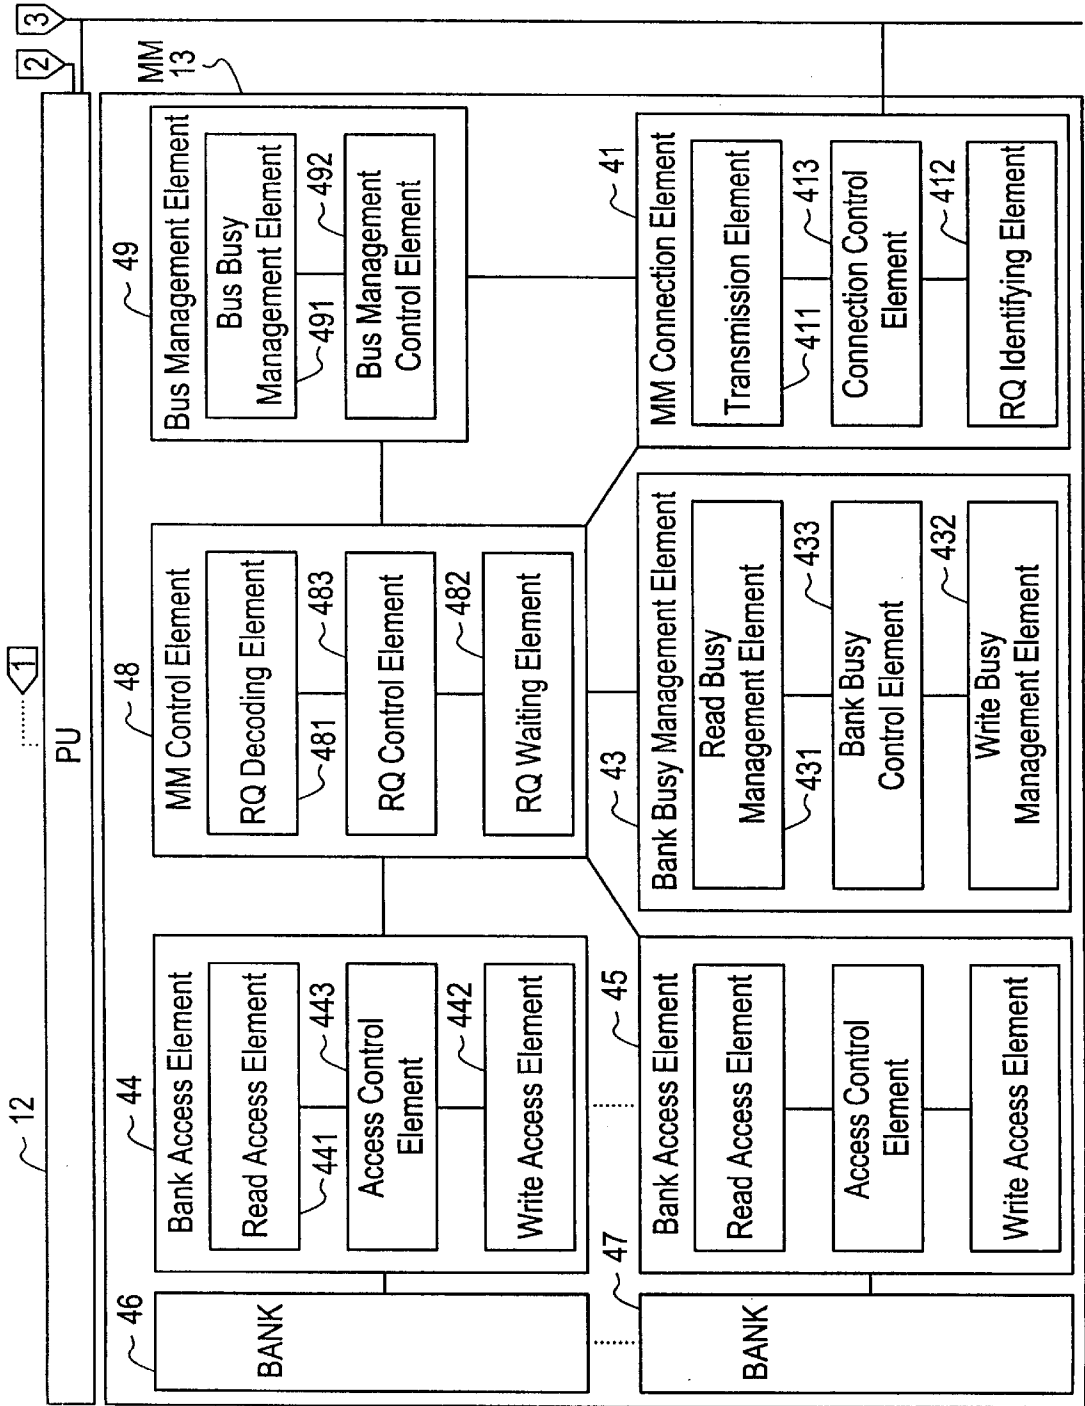 12
1
2
3
PU
MM
13
46
44
48
49
BANK
Bank Access Element
Read Access Element
441
443
Access Control
Element
442
Write Access Element
MM Control Element
RQ Decoding Element
481
483
RQ Control Element
482
RQ Waiting Element
Bus Management Element
Bus Busy
Management Element
491
492
Bus Management
Control Element
47
45
43
41
BANK
Bank Access Element
Read Access Element
Access Control
Element
Write Access Element
Bank Busy Management Element
Read Busy
Management Element
431
433
Bank Busy
Control Element
432
Write Busy
Management Element
MM Connection Element
Transmission Element
411
413
Connection Control
Element
412
RQ Identifying Element